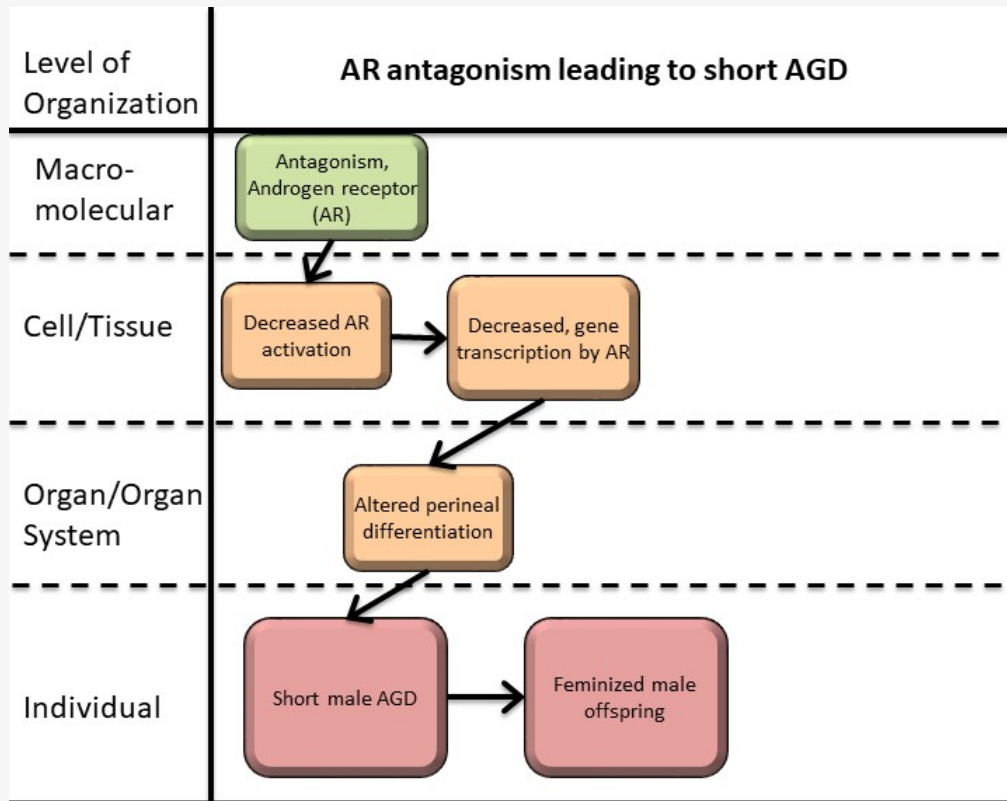 Level of
Organization
AR antagonism leading to short AGD
Macro-
molecular
Antagonism,
Androgen receptor
(AR)
Cell/Tissue
Decreased AR
activation
Decreased, gene
transcription by AR
Organ/Organ
System
Altered perineal
differentiation
Individual
Short male AGD
Feminized male
offspring